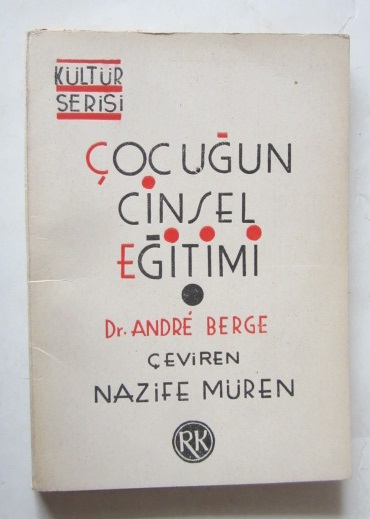 KÜLTÜR
SERİSİ
ÇOCUĞUN
CİNSEL
EĞİTİMİ
Dr. ANDRÉ BERGE
ÇEVİREN
NAZİFE MÜREN
RK